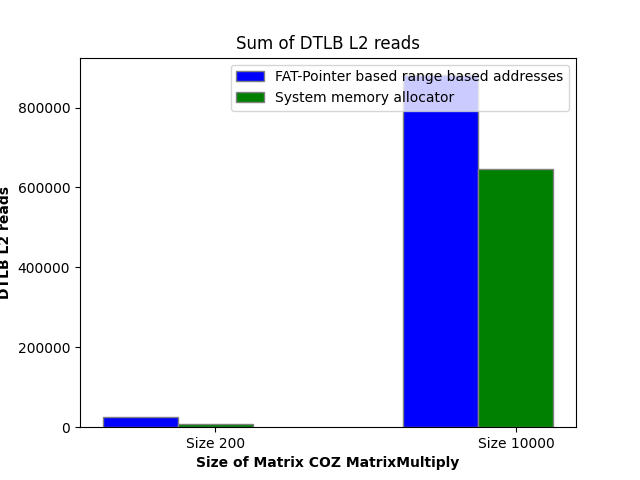 Sum of DTLB L2 reads
FAT-Pointer based range based addresses
System memory allocator
800000
600000
400000
200000
0
DTLB L2 reads
Size 200
Size 10000
Size of Matrix COZ MatrixMultiply